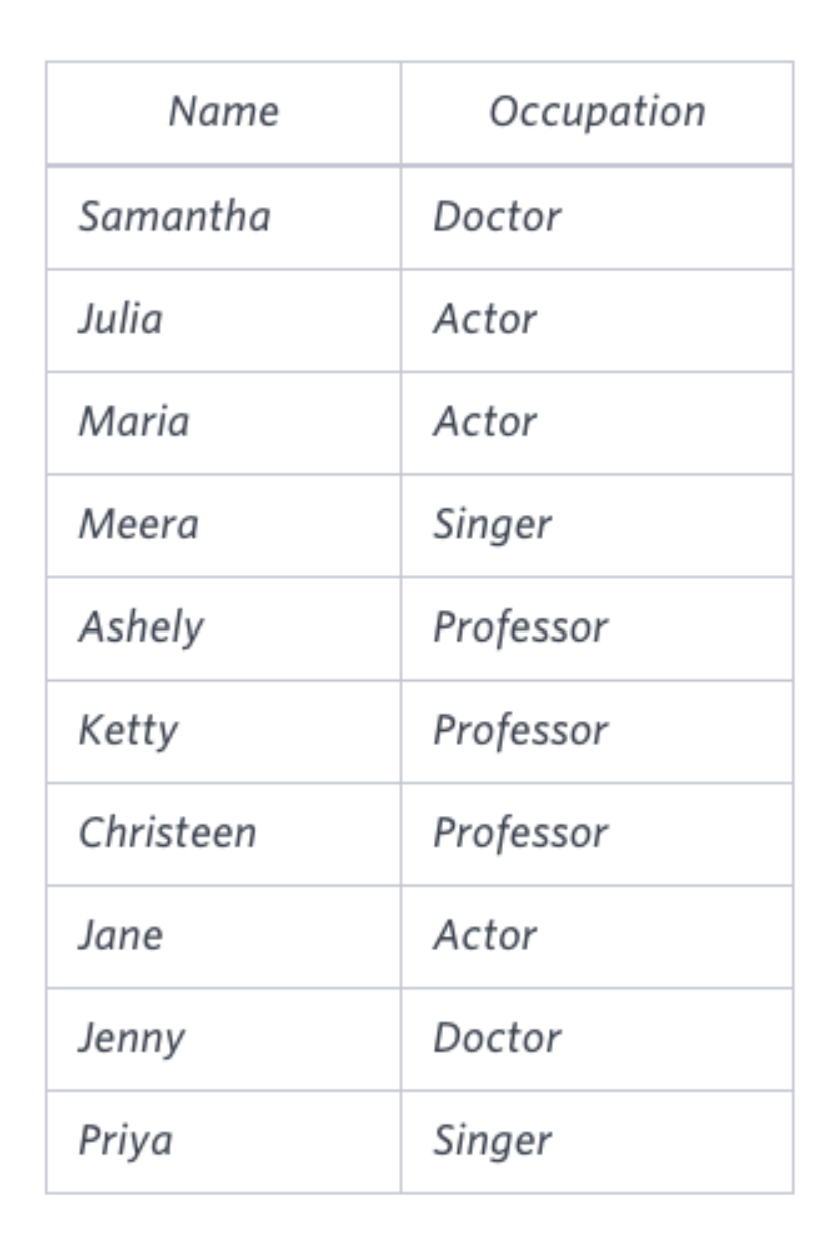 Name Occupation
Samantha Doctor
Julia Actor
Maria Actor
Meera Singer
Ashely Professor
Ketty Professor
Christeen Professor
Jane Actor
Jenny Doctor
Priya Singer